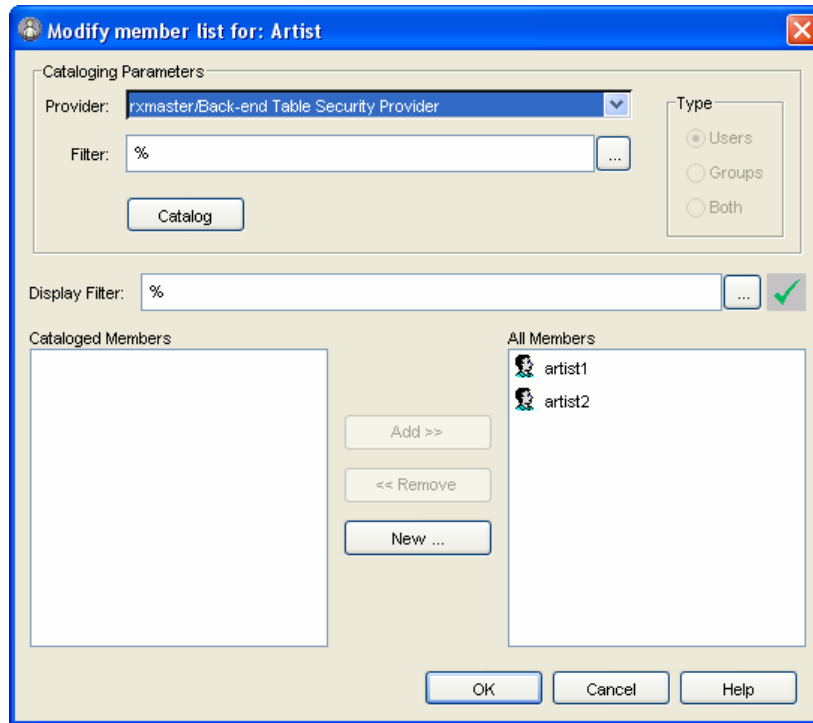 Modify member list for: Artist
Cataloging Parameters
Provider: rxmaster/Back-end Table Security Provider
Type
Users
Filter: % ...
Groups
Catalog
Both
Display Filter: % ...
Cataloged Members
All Members
artist1
artist2
Add >>
<< Remove
New ...
OK Cancel Help